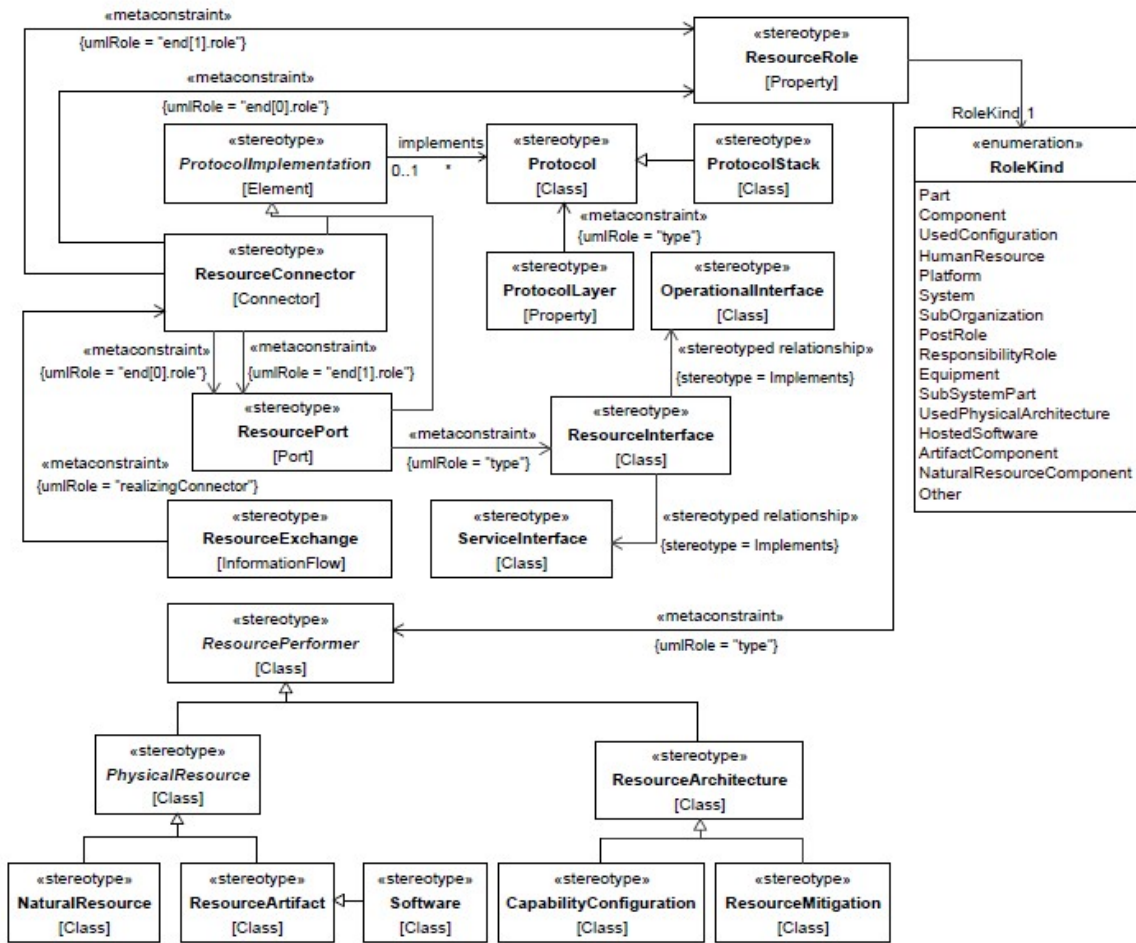 «metaconstraint»
{umlRole = "end[1].role"}
«stereotype»
ResourceRole
[Property]
«metaconstraint»
{umlRole = "end[0].role"}
RoleKind 1
«stereotype»
ProtocolImplementation
[Element]
implements
0..1 *
«stereotype»
Protocol
[Class]
«stereotype»
ProtocolStack
[Class]
«enumeration»
RoleKind
Part
Component
UsedConfiguration
HumanResource
Platform
System
SubOrganization
PostRole
ResponsibilityRole
Equipment
SubSystemPart
UsedPhysicalArchitecture
HostedSoftware
ArtifactComponent
NaturalResourceComponent
Other
«metaconstraint»
{umlRole = "type"}
«stereotype»
ResourceConnector
[Connector]
«stereotype»
ProtocolLayer
[Property]
«stereotype»
OperationalInterface
[Class]
«metaconstraint»
{umlRole = "end[0].role"}
«metaconstraint»
{umlRole = "end[1].role"}
«stereotyped relationship»
{stereotype = Implements}
«stereotype»
ResourcePort
[Port]
«metaconstraint»
{umlRole = "type"}
«stereotype»
ResourceInterface
[Class]
«metaconstraint»
{umlRole = "realizingConnector"}
«stereotype»
ResourceExchange
[InformationFlow]
«stereotype»
ServiceInterface
[Class]
«stereotyped relationship»
{stereotype = Implements}
«stereotype»
ResourcePerformer
[Class]
«metaconstraint»
{umlRole = "type"}
«stereotype»
PhysicalResource
[Class]
«stereotype»
ResourceArchitecture
[Class]
«stereotype»
NaturalResource
[Class]
«stereotype»
ResourceArtifact
[Class]
«stereotype»
Software
[Class]
«stereotype»
CapabilityConfiguration
[Class]
«stereotype»
ResourceMitigation
[Class]